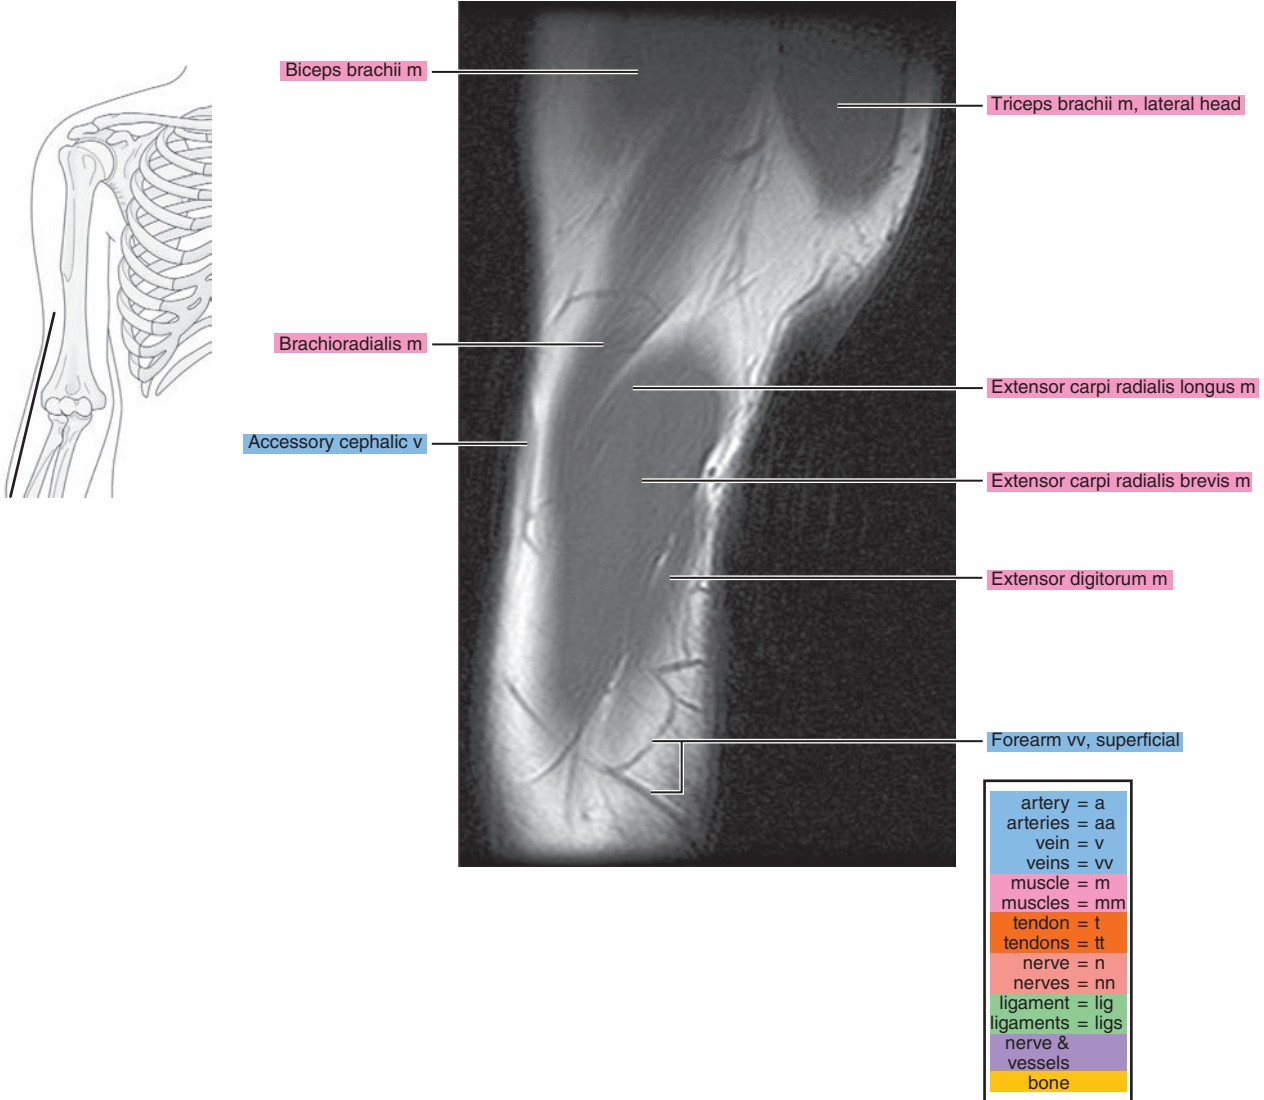 Biceps brachii m
Triceps brachii m, lateral head
Brachioradialis m
Extensor carpi radialis longus m
Accessory cephalic v
Extensor carpi radialis brevis m
Extensor digitorum m
Forearm vv, superficial
artery = a
arteries = aa
vein = v
veins = vv
muscle = m
muscles = mm
tendon = t
tendons = tt
nerve = n
nerves = nn
ligament = lig
ligaments = ligs
nerve &
vessels
bone